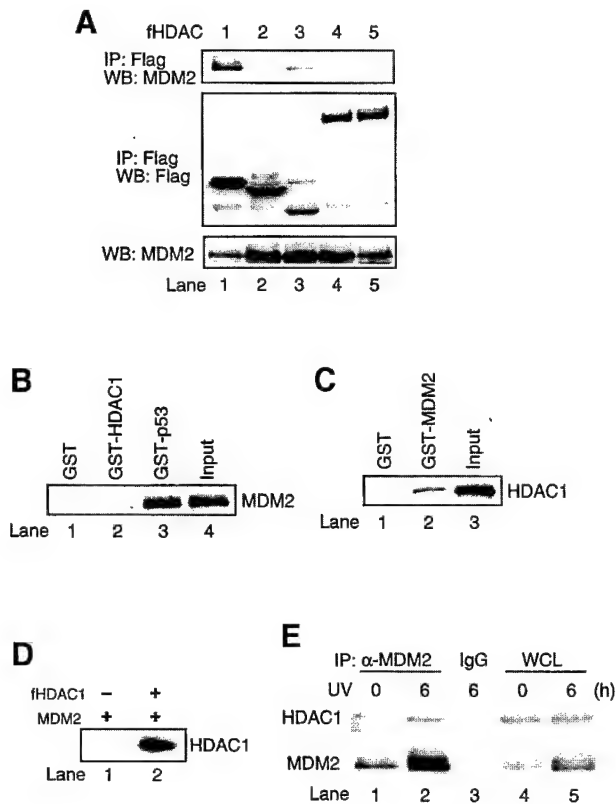 A
fHDAC 1 2 3 4 5
IP: Flag
WB: MDM2
IP: Flag
WB: Flag
WB: MDM2
Lane 1 2 3 4 5
B
GST
GST-HDAC1
GST-p53
Input
MDM2
Lane 1 2 3 4
C
GST
GST-MDM2
Input
HDAC1
Lane 1 2 3
D
fHDAC1 – +
MDM2 + +
HDAC1
Lane 1 2
E
IP: α-MDM2 IgG WCL
UV 0 6 6 0 6 (h)
HDAC1
MDM2
Lane 1 2 3 4 5